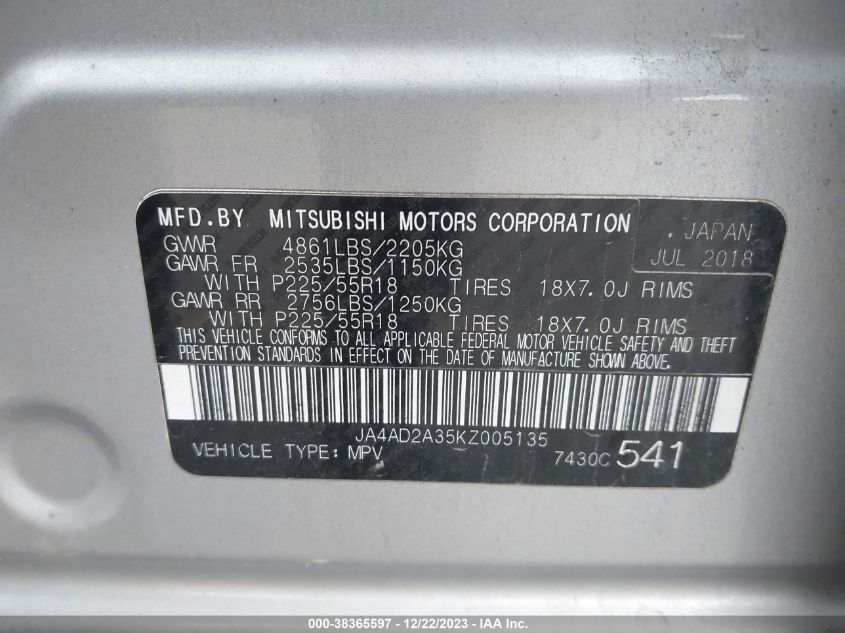 MFD.BY MITSUBISHI MOTORS CORPORATION . JAPAN
GVWR 4861LBS/2205KG JUL 2018
GAWR FR 2535LBS/1150KG
WITH P225/55R18 TIRES 18X7.0J RIMS
GAWR RR 2756LBS/1250KG
WITH P225/55R18 TIRES 18X7.0J RIMS
THIS VEHICLE CONFORMS TO ALL APPLICABLE FEDERAL MOTOR VEHICLE SAFETY AND THEFT
PREVENTION STANDARDS IN EFFECT ON THE DATE OF MANUFACTURE SHOWN ABOVE.
JA4AD2A35KZ005135
VEHICLE TYPE: MPV 7430C 541
000-38365597 - 12/22/2023 - IAA Inc.